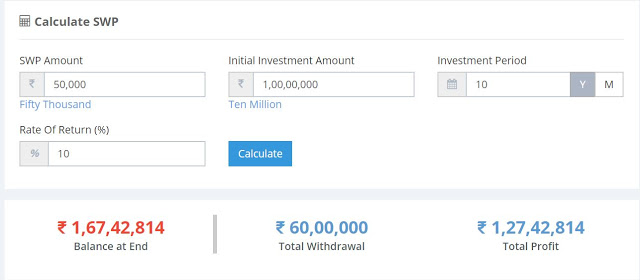 Calculate SWP
SWP Amount
Initial Investment Amount
Investment Period
₹ 50,000
₹ 1,00,00,000
10 Y M
Fifty Thousand
Ten Million
Rate Of Return (%)
% 10
Calculate
₹ 1,67,42,814
₹ 60,00,000
₹ 1,27,42,814
Balance at End
Total Withdrawal
Total Profit